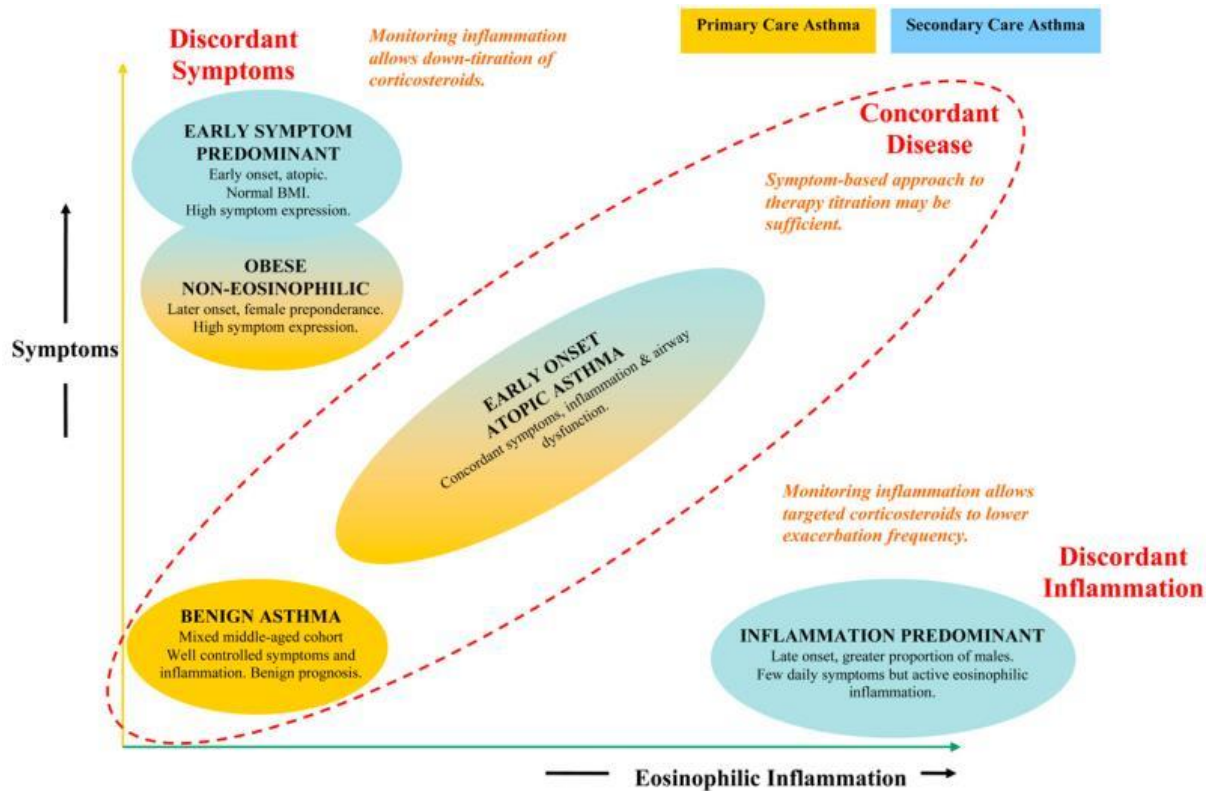 Primary Care Asthma
Secondary Care Asthma
Discordant
Symptoms
Monitoring inflammation
allows down-titration of
corticosteroids.
EARLY SYMPTOM
PREDOMINANT
Early onset, atopic.
Normal BMI.
High symptom expression.
OBESE
NON-EOSINOPHILIC
Later onset, female preponderance.
High symptom expression.
Symptoms
Concordant
Disease
Symptom-based approach to
therapy titration may be
sufficient.
EARLY ONSET
ATOPIC ASTHMA
Concordant symptoms, inflammation & airway
dysfunction.
Monitoring inflammation allows
targeted corticosteroids to lower
exacerbation frequency.
Discordant
Inflammation
BENIGN ASTHMA
Mixed middle-aged cohort
Well controlled symptoms and
inflammation. Benign prognosis.
INFLAMMATION PREDOMINANT
Late onset, greater proportion of males.
Few daily symptoms but active eosinophilic
inflammation.
Eosinophilic Inflammation